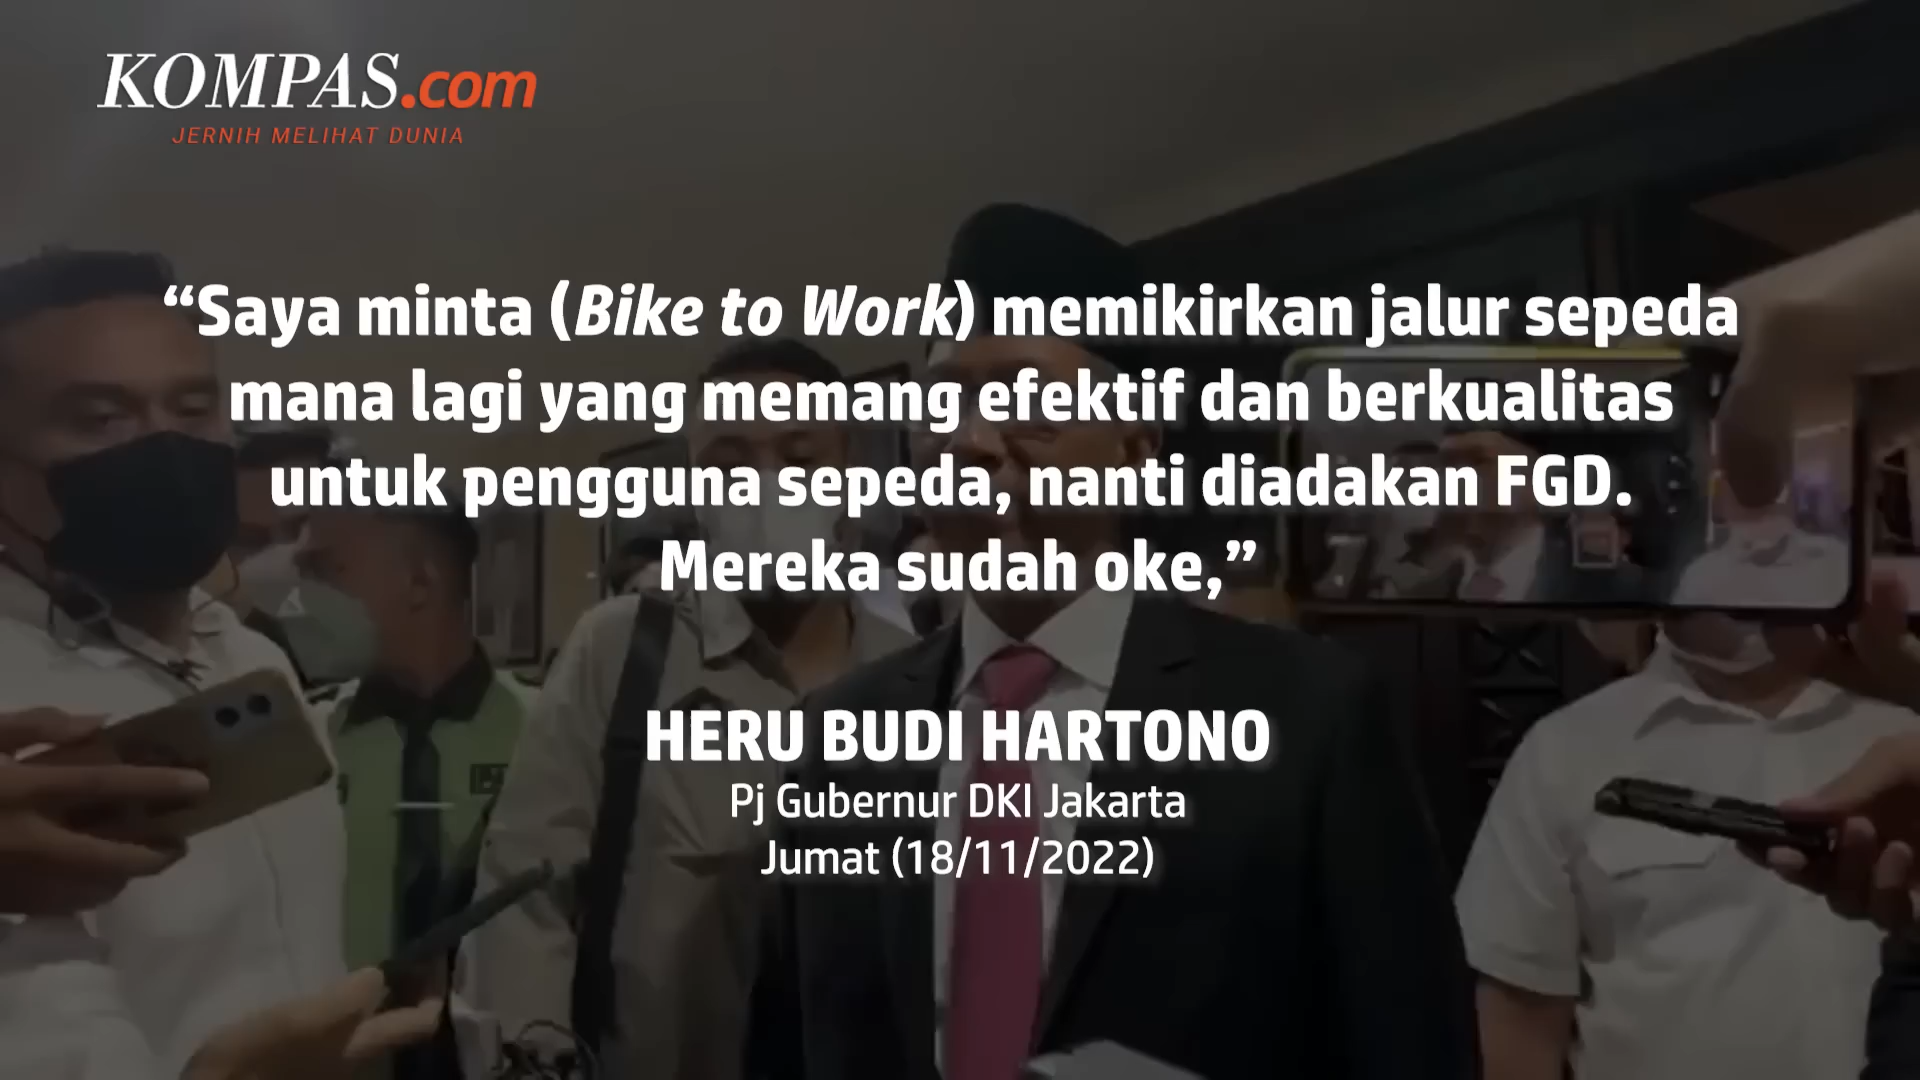 KOMPAS.com
JERNIH MELIHAT DUNIA
“Saya minta (Bike to Work) memikirkan jalur sepeda
mana lagi yang memang efektif dan berkualitas
untuk pengguna sepeda, nanti diadakan FGD.
Mereka sudah oke,”
HERU BUDI HARTONO
Pj Gubernur DKI Jakarta
Jumat (18/11/2022)